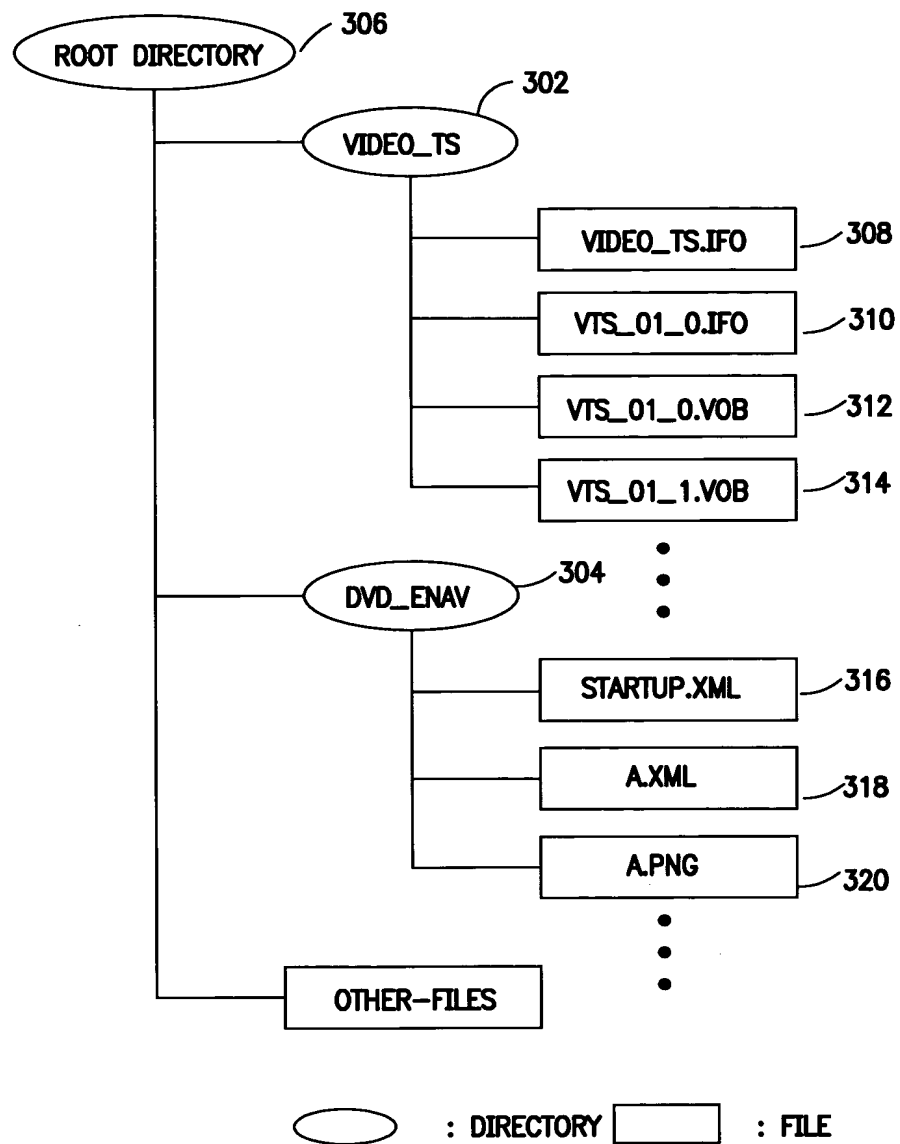 ROOT DIRECTORY
306
302
VIDEO_TS
VIDEO_TS.IFO
308
VTS_01_0.IFO
310
VTS_01_0.VOB
312
VTS_01_1.VOB
314
304
DVD_ENAV
STARTUP.XML
316
A.XML
318
A.PNG
320
OTHER-FILES
: DIRECTORY
: FILE